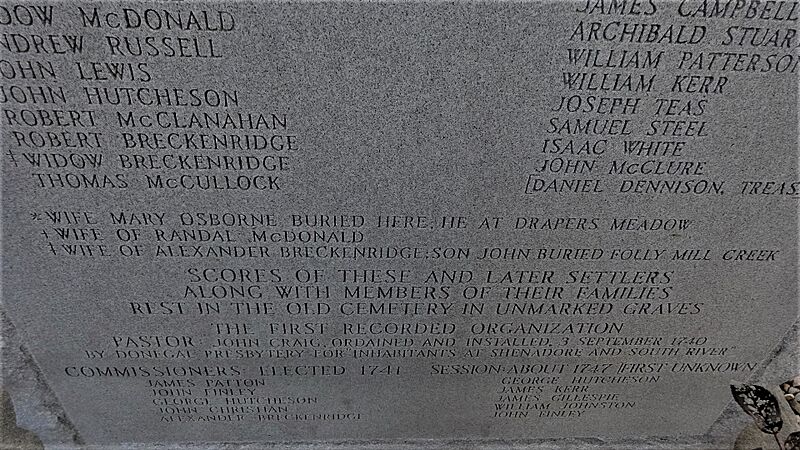 DOW McDONALD
NDREW RUSSELL
OHN LEWIS
JOHN HUTCHESON
ROBERT McCLANAHAN
ROBERT BRECKENRIDGE
‡WIDOW BRECKENRIDGE
THOMAS McCULLOCK
JAMES CAMPBELL
ARCHIBALD STUAR
WILLIAM PATTERSON
WILLIAM KERR
JOSEPH TEAS
SAMUEL STEEL
ISAAC WHITE
JOHN McCLURE
[DANIEL DENNISON, TREAS
*WIFE MARY OSBORNE BURIED HERE; HE AT DRAPERS MEADOW
†WIFE OF RANDAL McDONALD
‡WIFE OF ALEXANDER BRECKENRIDGE; SON JOHN BURIED FOLLY MILL CREEK
SCORES OF THESE AND LATER SETTLERS
ALONG WITH MEMBERS OF THEIR FAMILIES
REST IN THE OLD CEMETERY IN UNMARKED GRAVES
THE FIRST RECORDED ORGANIZATION
PASTOR: JOHN CRAIG, ORDAINED AND INSTALLED, 3 SEPTEMBER 1740
BY DONEGAL PRESBYTERY FOR "INHABITANTS AT SHENADORE AND SOUTH RIVER"
COMMISSIONERS ELECTED 1741
JAMES PATTON
JOHN FINLEY
GEORGE HUTCHESON
JOHN CHRISHAN
ALEXANDER BRECKENRIDGE
SESSION ABOUT 1747 [FIRST UNKNOWN
GEORGE HUTCHESON
JAMES KERR
JAMES GILLESPIE
WILLIAM JOHNSTON
JOHN FINLEY